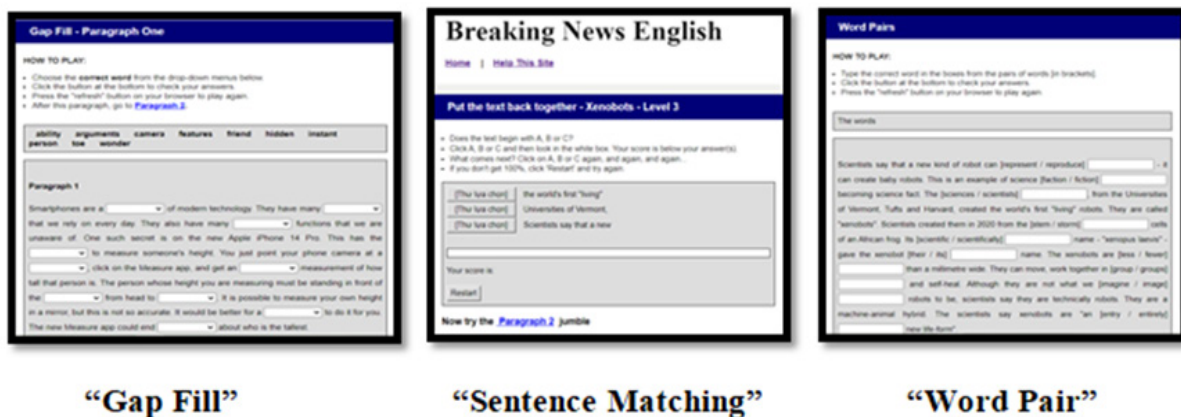 Gap Fill - Paragraph One
HOW TO PLAY:
Choose the correct word from the drop-down menus below.
Click the button at the bottom to check your answers.
Press the "refresh" button on your browser to play again.
After this paragraph, go to Paragraph 2.
ability arguments camera features friend hidden instant
person toe wonder
Paragraph 1
Smartphones are a of modern technology. They have many
that we rely on every day. They also have many functions that we are
unaware of. One such secret is on the new Apple iPhone 14 Pro. This has the
to measure someone's height. You just point your phone camera at a
, click on the Measure app, and get an measurement of how
tall that person is. The person whose height you are measuring must be standing in front of
the from head to . It is possible to measure your own height
in a mirror, but this is not so accurate. It would be better for a to do it for you.
The new Measure app could end about who is the tallest.
“Gap Fill”
Breaking News English
Home | Help This Site
Put the text back together - Xenobots - Level 3
Does the text begin with A, B or C?
Click A, B or C and then look in the white box. Your score is below your answer(s).
What comes next? Click on A, B or C again, and again, and again...
If you don't get 100%, click 'Restart' and try again.
[Thu lua chon] the world's first "living"
[Thu lua chon] Universities of Vermont,
[Thu lua chon] Scientists say that a new
Your score is:
Restart
Now try the Paragraph 2 jumble
“Sentence Matching”
Word Pairs
HOW TO PLAY:
Type the correct word in the boxes from the pairs of words [in brackets].
Click the button at the bottom to check your answers.
Press the "refresh" button on your browser to play again.
The words
Scientists say that a new kind of robot can [represent / reproduce] - it
can create baby robots. This is an example of science [faction / fiction]
becoming science fact. The [sciences / scientists] from the Universities
of Vermont, Tufts and Harvard, created the world's first "living" robots. They are called
"xenobots". Scientists created them in 2020 from the [stem / storm] cells
of an African frog. Its [scientific / scientifically] name - "xenopus laevis" -
gave the xenobot [their / its] name. The xenobots are [less / fewer]
than a millimetre wide. They can move, work together in [group / groups]
and self-heal. Although they are not what we [imagine / image]
robots to be, scientists say they are technically robots. They are a
machine-animal hybrid. The scientists say xenobots are "an [entry / entirely]
new life-form".
“Word Pair”